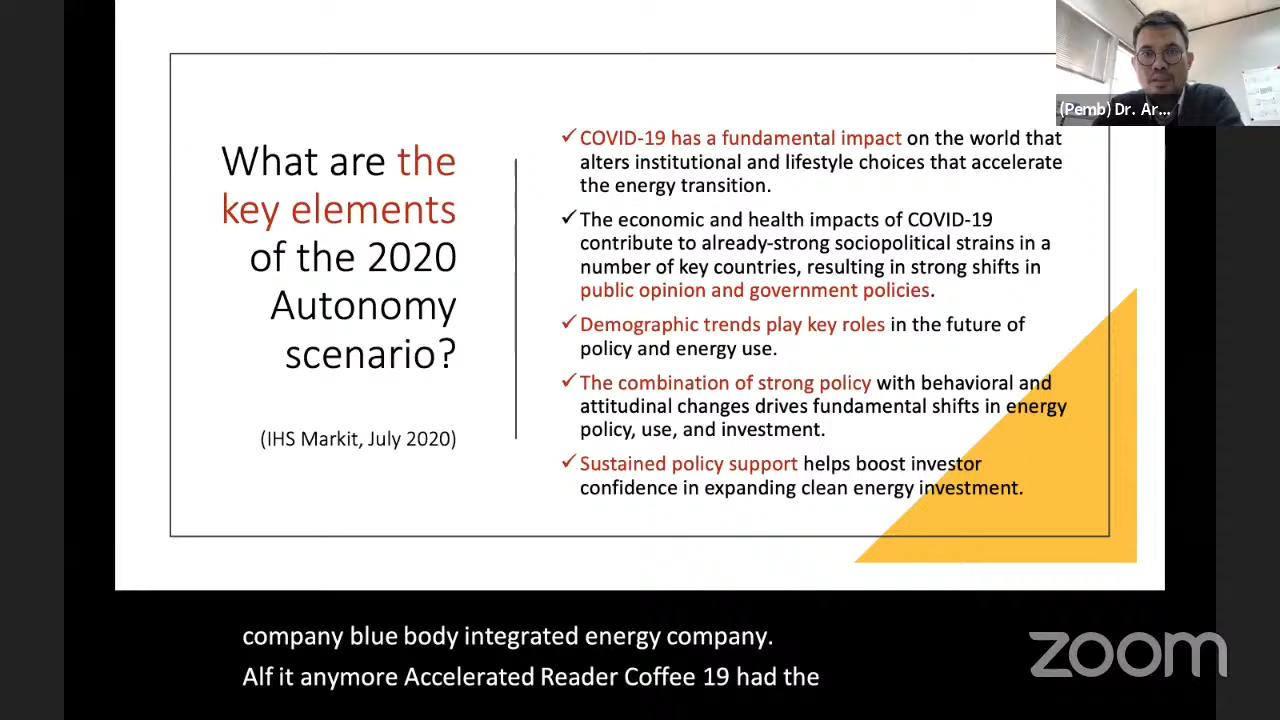 (Pemb) Dr. Ar...
What are the
key elements
of the 2020
Autonomy
scenario?
(IHS Markit, July 2020)
✓COVID-19 has a fundamental impact on the world that
alters institutional and lifestyle choices that accelerate
the energy transition.
✓The economic and health impacts of COVID-19
contribute to already-strong sociopolitical strains in a
number of key countries, resulting in strong shifts in
public opinion and government policies.
✓Demographic trends play key roles in the future of
policy and energy use.
✓The combination of strong policy with behavioral and
attitudinal changes drives fundamental shifts in energy
policy, use, and investment.
✓Sustained policy support helps boost investor
confidence in expanding clean energy investment.
company blue body integrated energy company.
Alf it anymore Accelerated Reader Coffee 19 had the
zoom